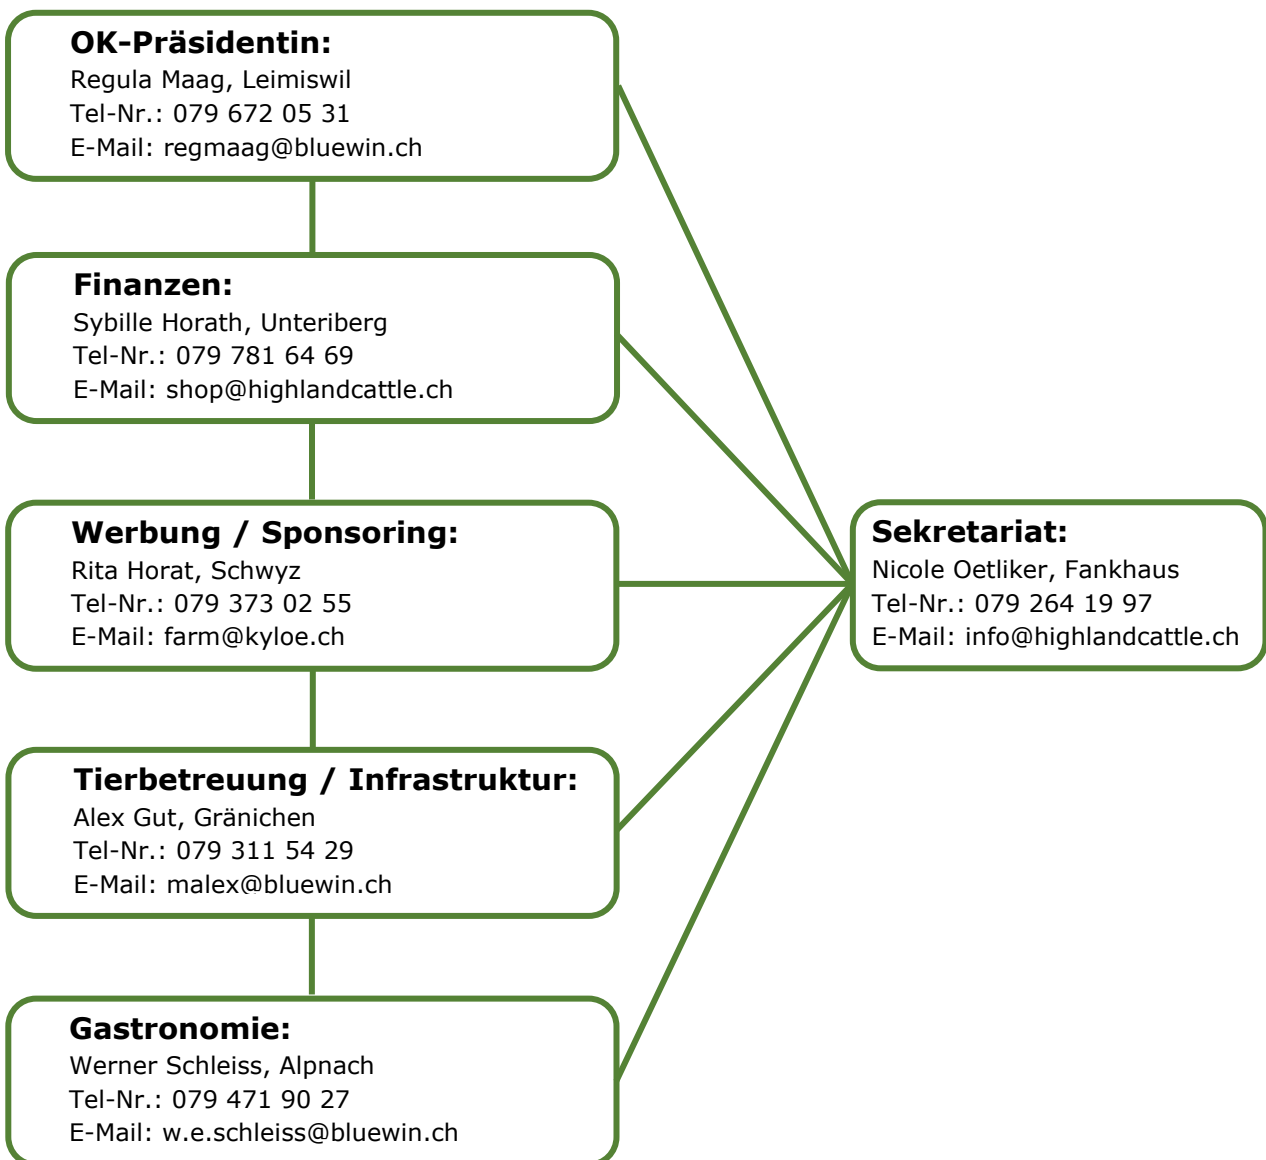 OK-Präsidentin:
Regula Maag, Leimiswil
Tel-Nr.: 079 672 05 31
E-Mail: regmaag@bluewin.ch
Finanzen:
Sybille Horath, Unteriberg
Tel-Nr.: 079 781 64 69
E-Mail: shop@highlandcattle.ch
Werbung / Sponsoring:
Rita Horat, Schwyz
Tel-Nr.: 079 373 02 55
E-Mail: farm@kyloe.ch
Sekretariat:
Nicole Oetliker, Fankhaus
Tel-Nr.: 079 264 19 97
E-Mail: info@highlandcattle.ch
Tierbetreuung / Infrastruktur:
Alex Gut, Gränichen
Tel-Nr.: 079 311 54 29
E-Mail: malex@bluewin.ch
Gastronomie:
Werner Schleiss, Alpnach
Tel-Nr.: 079 471 90 27
E-Mail: w.e.schleiss@bluewin.ch